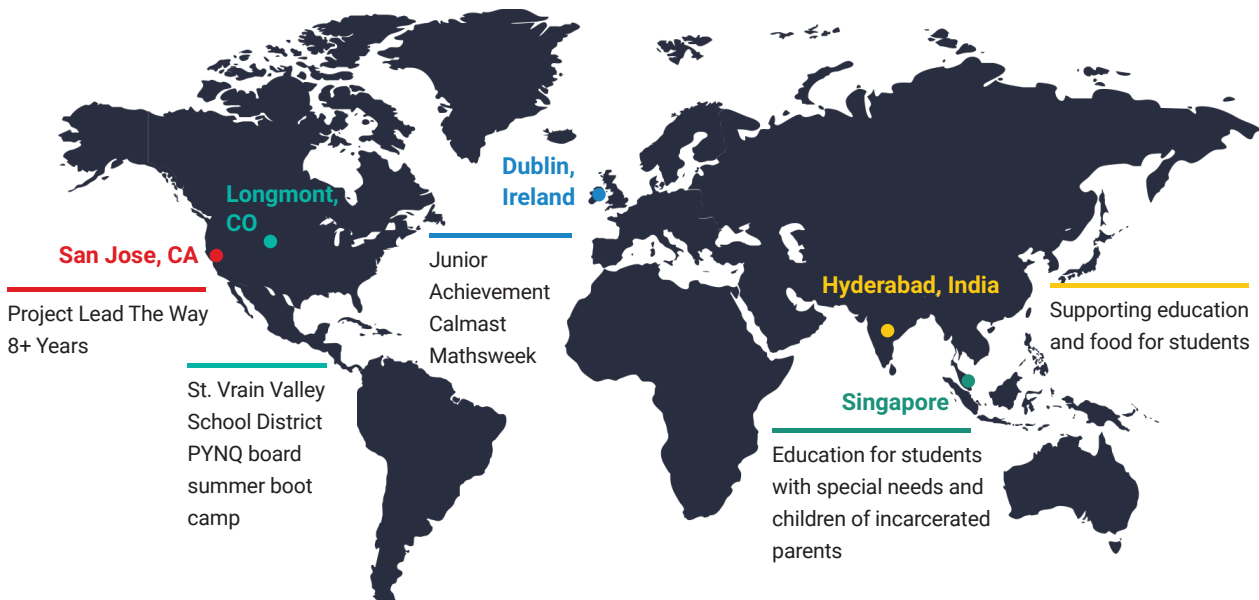 San Jose, CA
Project Lead The Way
8+ Years
Longmont,
CO
St. Vrain Valley
School District
PYNQ board
summer boot
camp
Dublin,
Ireland
Junior
Achievement
Calmast
Mathsweek
Hyderabad, India
Supporting education
and food for students
Singapore
Education for students
with special needs and
children of incarcerated
parents